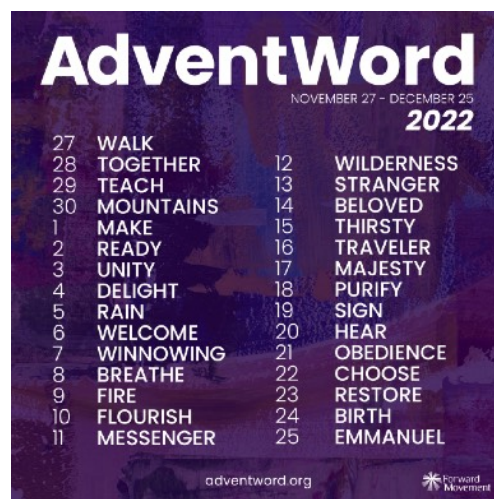 AdventWord
NOVEMBER 27 - DECEMBER 25
2022
27 WALK
28 TOGETHER
29 TEACH
30 MOUNTAINS
1 MAKE
2 READY
3 UNITY
4 DELIGHT
5 RAIN
6 WELCOME
7 WINNOWING
8 BREATHE
9 FIRE
10 FLOURISH
11 MESSENGER
12 WILDERNESS
13 STRANGER
14 BELOVED
15 THIRSTY
16 TRAVELER
17 MAJESTY
18 PURIFY
19 SIGN
20 HEAR
21 OBEDIENCE
22 CHOOSE
23 RESTORE
24 BIRTH
25 EMMANUEL
adventword.org
Forward
Movement